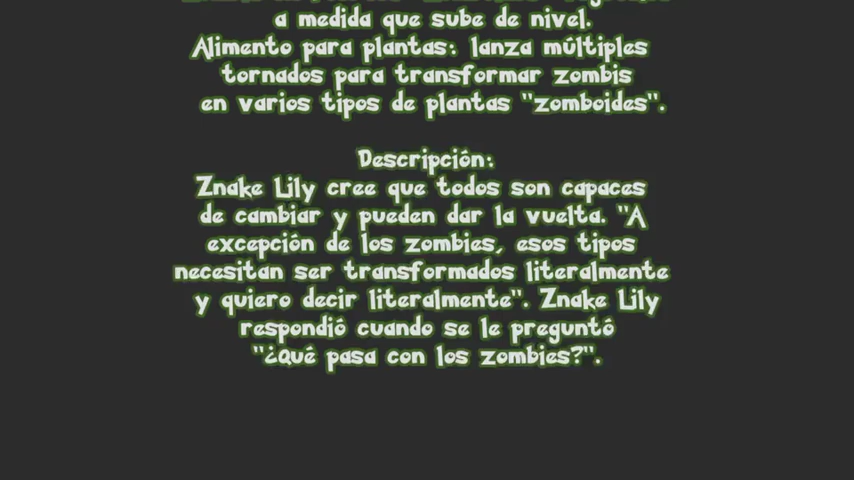 a medida que sube de nivel.
Alimento para plantas: lanza múltiples
tornados para transformar zombis
en varios tipos de plantas "zomboides".
Descripción:
Znake Lily cree que todos son capaces
de cambiar y pueden dar la vuelta. "A
excepción de los zombies, esos tipos
necesitan ser transformados literalmente
y quiero decir literalmente". Znake Lily
respondió cuando se le preguntó
"¿Qué pasa con los zombies?".